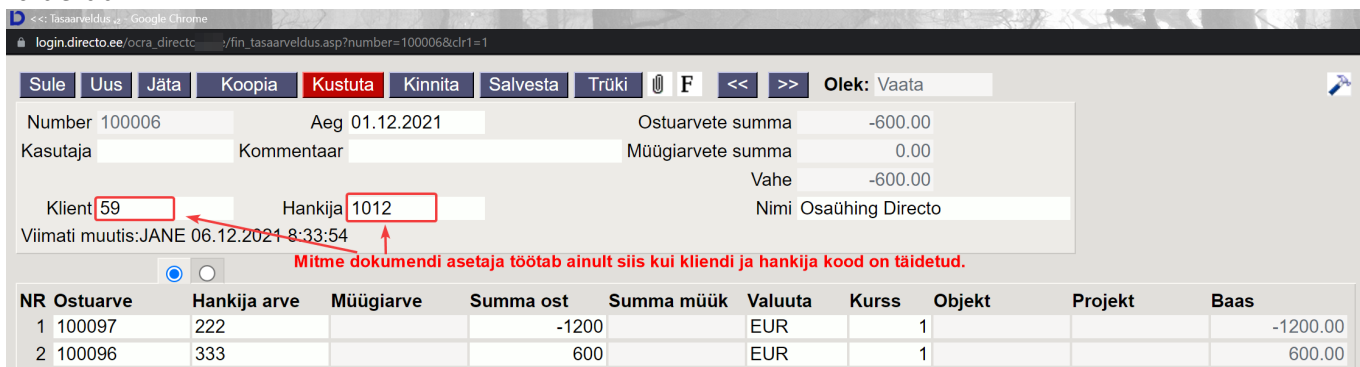 <<: Tasaarveldus - Google Chrome
login.directo.ee/ocra_directo /fin_tasaarveldus.asp?number=100006&clr1=1
Sule Uus Jäta Koopia Kustuta Kinnita Salvesta Trüki F << >> Olek: Vaata
Number 100006 Aeg 01.12.2021 Ostuarvete summa -600.00
Kasutaja Kommentaar Müügiarvete summa 0.00
Vahe -600.00
Klient 59 Hankija 1012 Nimi Osaühing Directo
Viimati muutis:JANE 06.12.2021 8:33:54
Mitme dokumendi asetaja töötab ainult siis kui kliendi ja hankija kood on täidetud.
NR Ostuarve Hankija arve Müügiarve Summa ost Summa müük Valuuta Kurss Objekt Projekt Baas
1 100097 222 -1200 EUR 1 -1200.00
2 100096 333 600 EUR 1 600.00